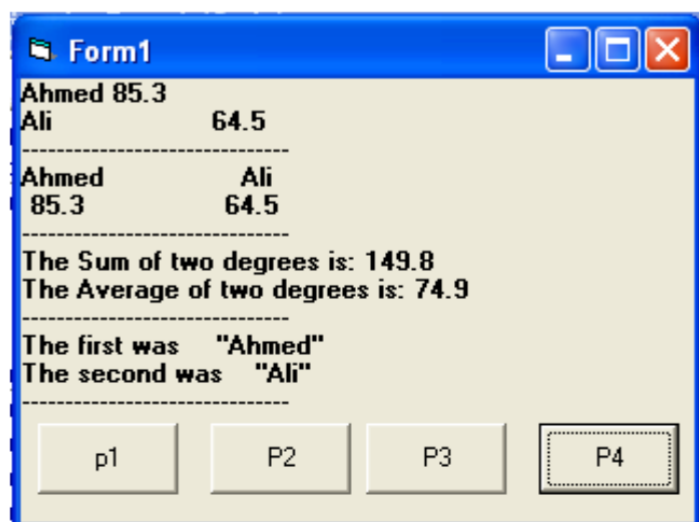 Form1
Ahmed 85.3
Ali 64.5
------------------------------
Ahmed Ali
85.3 64.5
------------------------------
The Sum of two degrees is: 149.8
The Average of two degrees is: 74.9
------------------------------
The first was "Ahmed"
The second was "Ali"
------------------------------
p1 P2 P3 P4